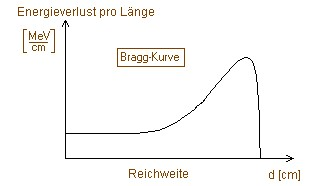 Energieverlust pro Länge
[MeV/cm]
Bragg-Kurve
Reichweite
d [cm]